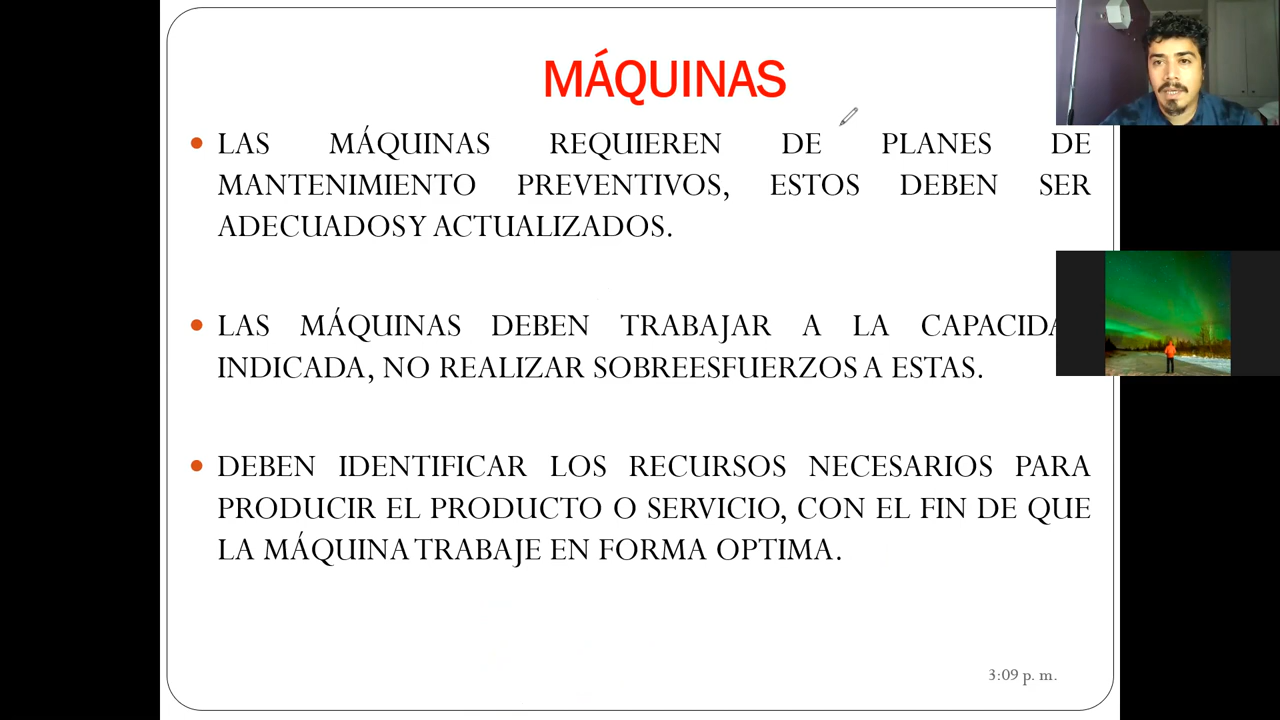 MÁQUINAS
LAS MÁQUINAS REQUIEREN DE PLANES DE
MANTENIMIENTO PREVENTIVOS, ESTOS DEBEN SER
ADECUADOS Y ACTUALIZADOS.
LAS MÁQUINAS DEBEN TRABAJAR A LA CAPACIDA
INDICADA, NO REALIZAR SOBREESFUERZOS A ESTAS.
DEBEN IDENTIFICAR LOS RECURSOS NECESARIOS PARA
PRODUCIR EL PRODUCTO O SERVICIO, CON EL FIN DE QUE
LA MÁQUINA TRABAJE EN FORMA OPTIMA.
3:09 p. m.